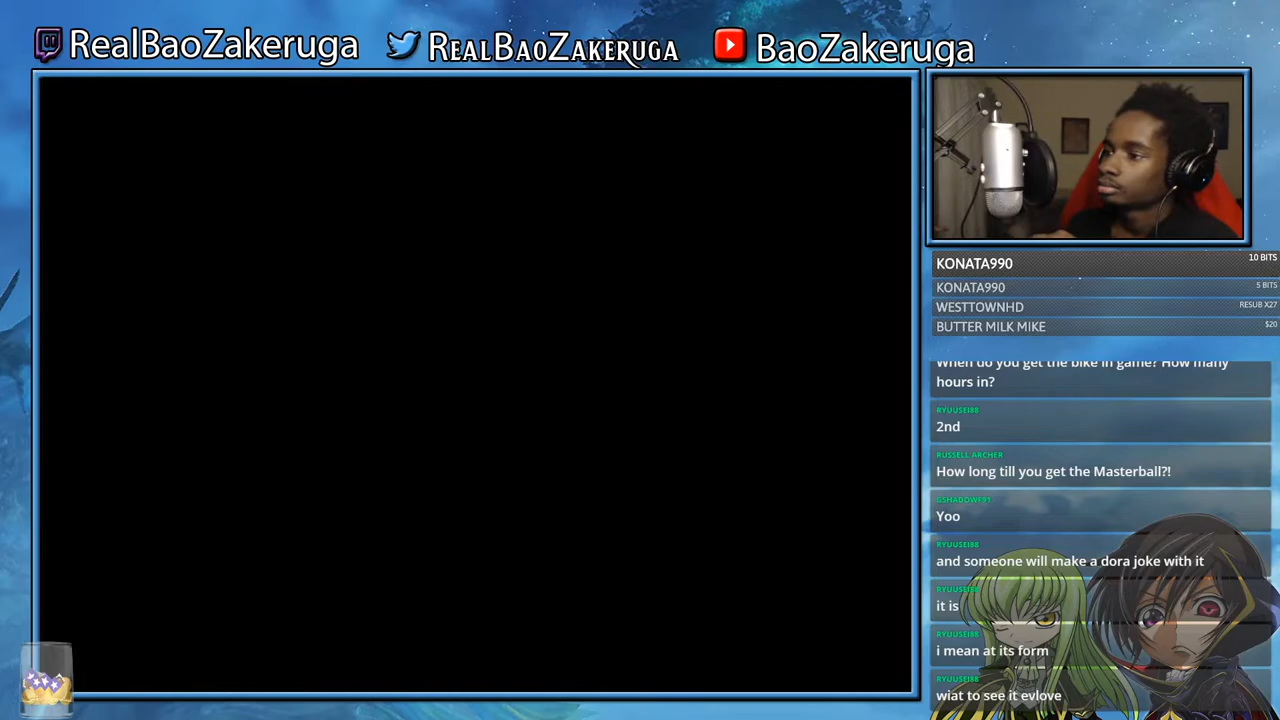 RealBaoZakeruga RealBaoZakeruga BaoZakeruga
KONATA990 10 BITS
KONATA990 5 BITS
WESTTOWNHD RESUB X27
BUTTER MILK MIKE $20
When do you get the bike in game? How many
hours in?
RYUUSEI88
2nd
RUSSELL ARCHER
How long till you get the Masterball?!
GSHADOWF91
Yoo
RYUUSEI88
and someone will make a dora joke with it
RYUUSEI88
it is
RYUUSEI88
i mean at its form
RYUUSEI88
wiat to see it evlove